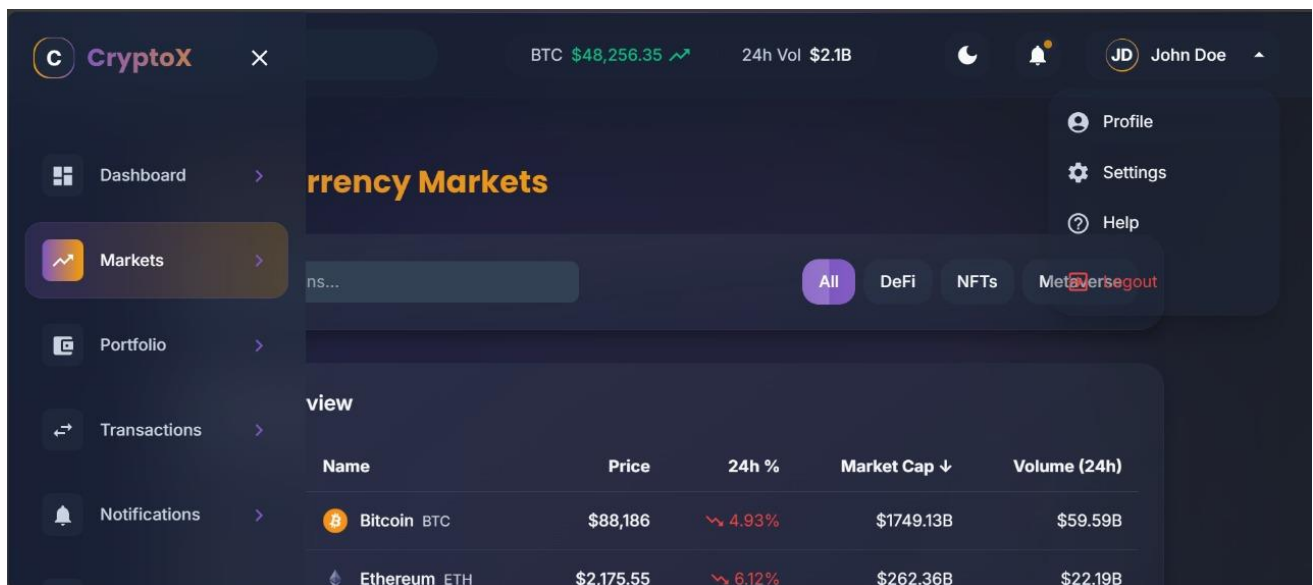 C CryptoX
BTC $48,256.35 24h Vol $2.1B JD John Doe
Profile
Settings
Help
Logout
Dashboard
Markets
Portfolio
Transactions
Notifications
rrency Markets
ns...
All DeFi NFTs Metaverse
view
Name Price 24h % Market Cap ↓ Volume (24h)
Bitcoin BTC $88,186 4.93% $1749.13B $59.59B
Ethereum ETH $2,175.55 6.12% $262.36B $22.19B